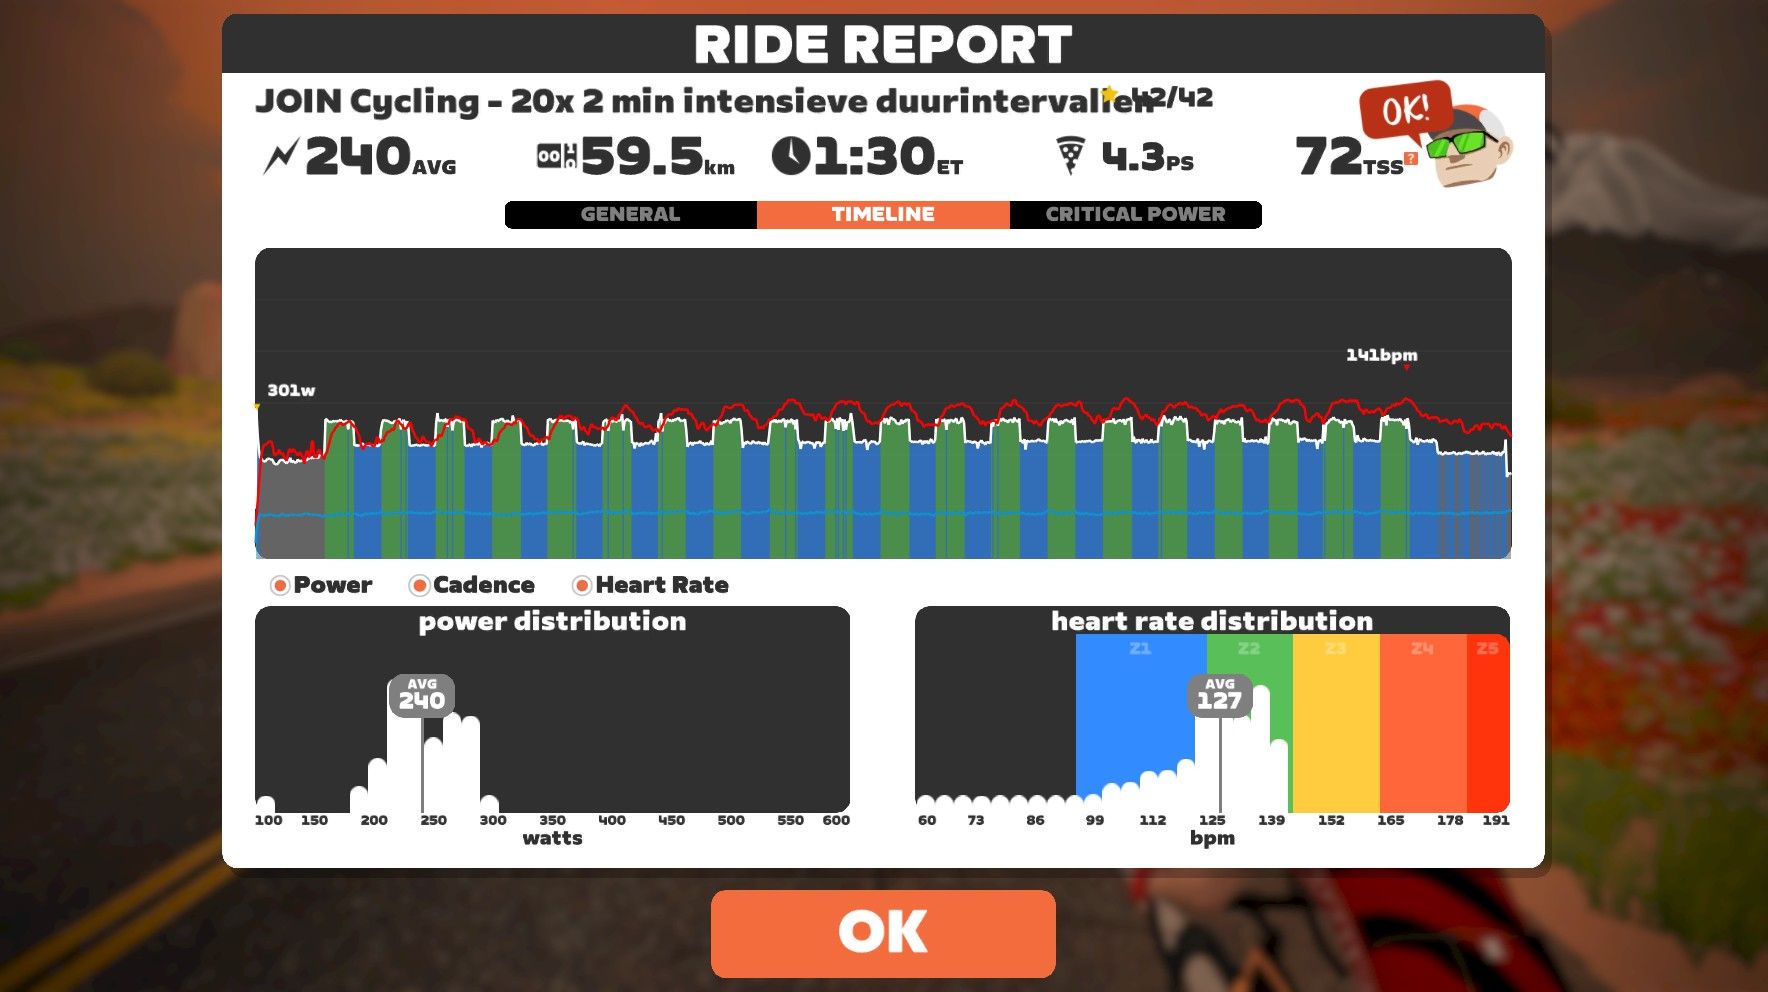 RIDE REPORT
JOIN Cycling - 20x 2 min intensieve duurintervallen 42/42
240AVG 59.5km 1:30ET 4.3PS 72TSS ?
OK!
GENERAL TIMELINE CRITICAL POWER
141bpm
301w
Power Cadence Heart Rate
power distribution
AVG
240
100 150 200 250 300 350 400 450 500 550 600
watts
heart rate distribution
Z1 Z2 Z3 Z4 Z5
AVG
127
60 73 86 99 112 125 139 152 165 178 191
bpm
OK